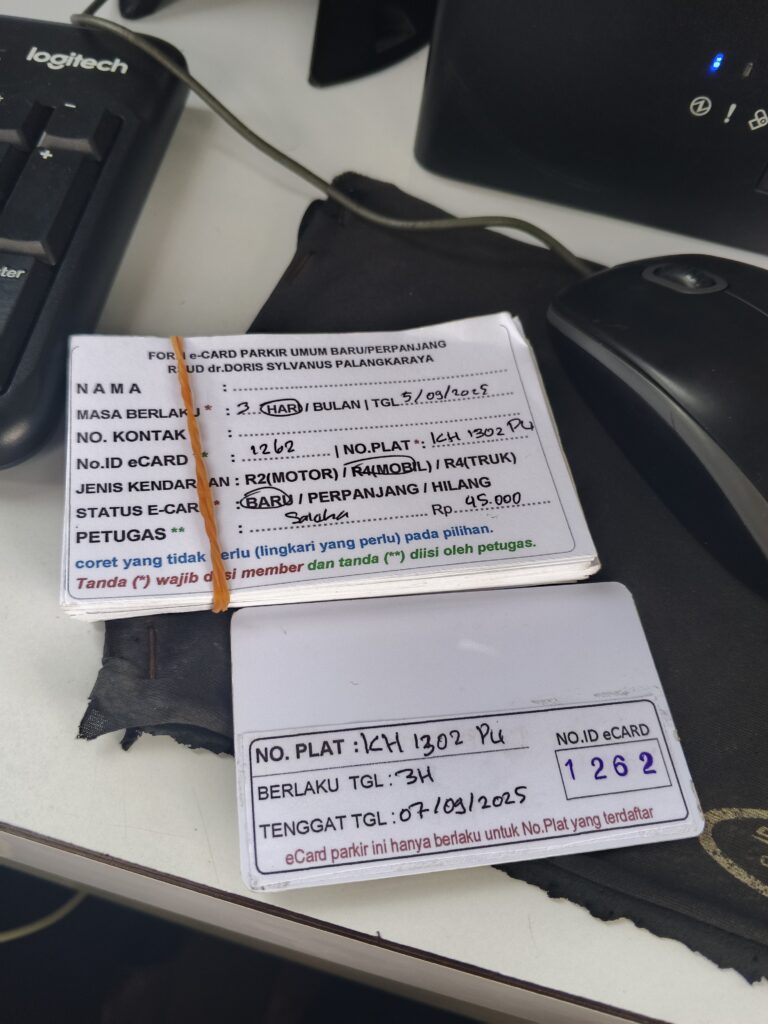 logitech
FORM e-CARD PARKIR UMUM BARU/PERPANJANG
RSUD dr.DORIS SYLVANUS PALANGKARAYA
NAMA :
MASA BERLAKU * : 3 HARI / BULAN | TGL 5/09/2025
NO. KONTAK :
No.ID eCARD ** : 1262 | NO.PLAT * : KH 1302 PU
JENIS KENDARAAN : R2(MOTOR) / R4(MOBIL) / R4(TRUK)
STATUS E-CARD * : BARU / PERPANJANG / HILANG
PETUGAS ** : Rp 45.000
coret yang tidak perlu (lingkari yang perlu) pada pilihan.
Tanda (*) wajib diisi member dan tanda (**) diisi oleh petugas.
NO. PLAT : KH 1302 PU
NO.ID eCARD
1262
BERLAKU TGL : 3H
TENGGAT TGL : 07/09/2025
eCard parkir ini hanya berlaku untuk No.Plat yang terdaftar